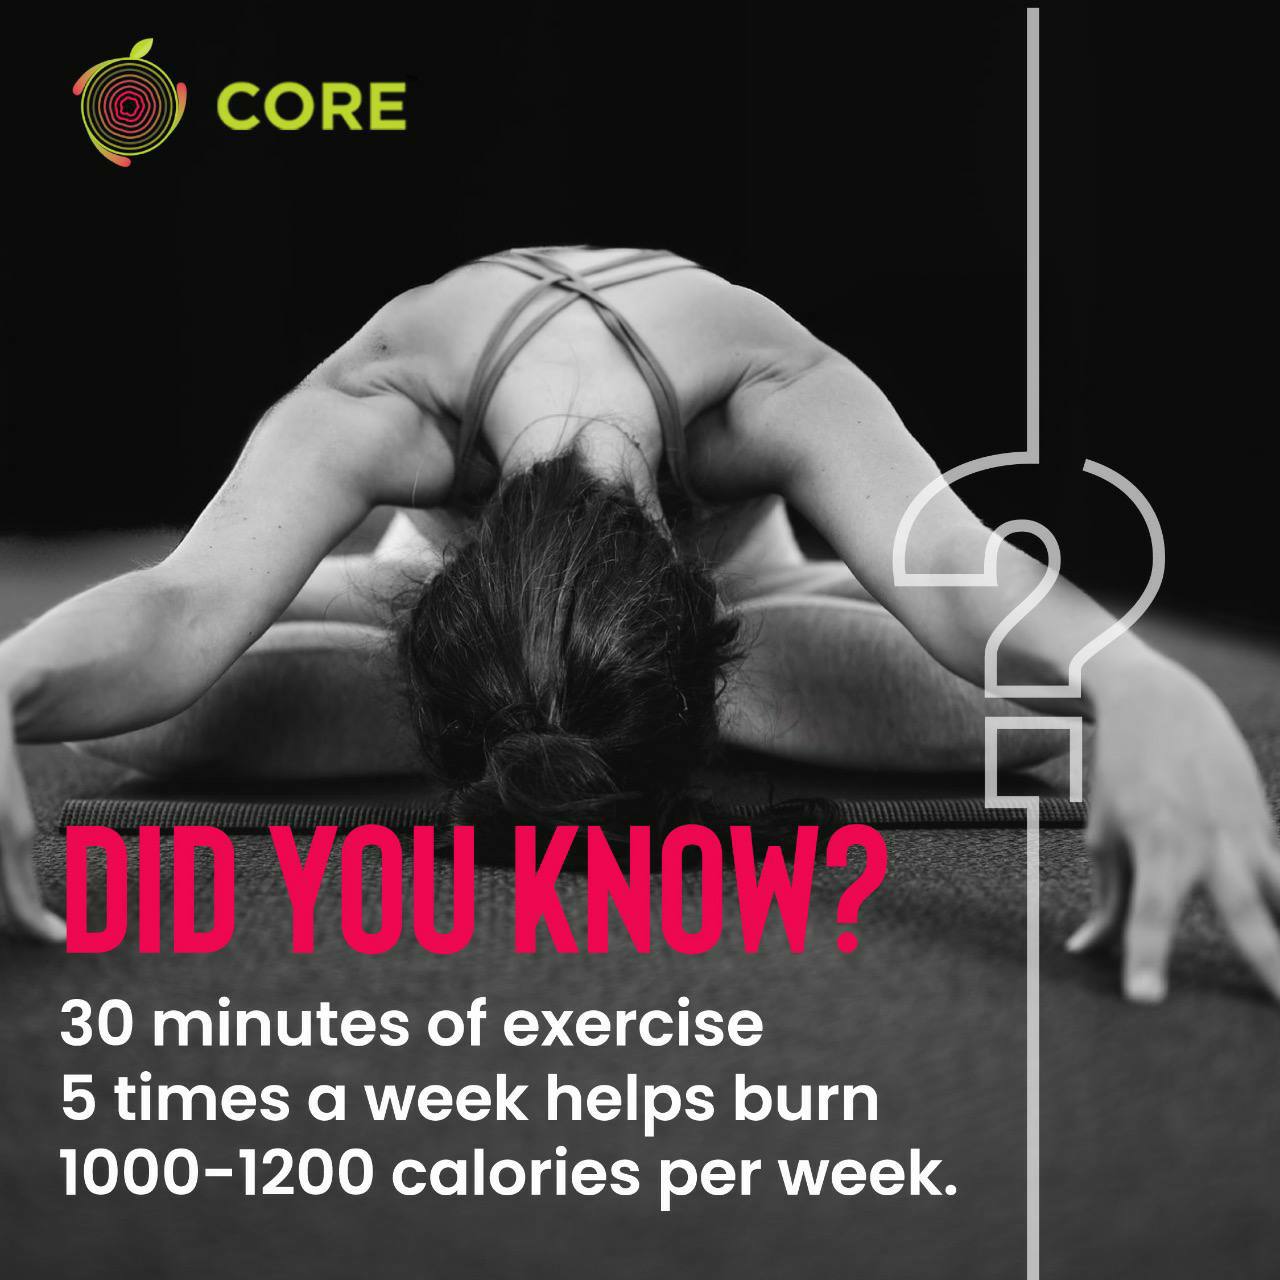 CORE
DID YOU KNOW?
30 minutes of exercise
5 times a week helps burn
1000-1200 calories per week.